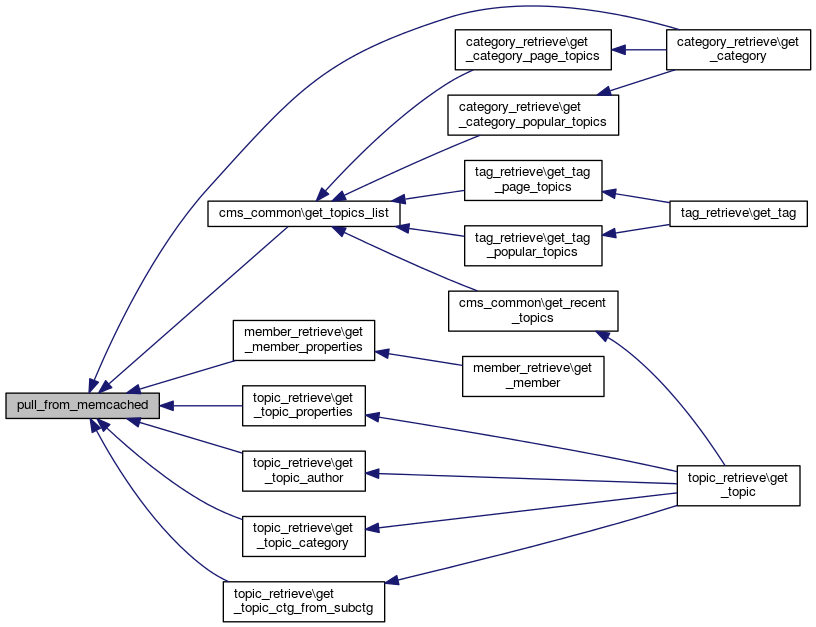 category_retrieve\get
_category_page_topics
category_retrieve\get
_category
category_retrieve\get
_category_popular_topics
tag_retrieve\get_tag
_page_topics
cms_common\get_topics_list
tag_retrieve\get_tag
tag_retrieve\get_tag
_popular_topics
cms_common\get_recent
_topics
member_retrieve\get
_member_properties
member_retrieve\get
_member
pull_from_memcached
topic_retrieve\get
_topic_properties
topic_retrieve\get
_topic_author
topic_retrieve\get
_topic
topic_retrieve\get
_topic_category
topic_retrieve\get
_topic_ctg_from_subctg